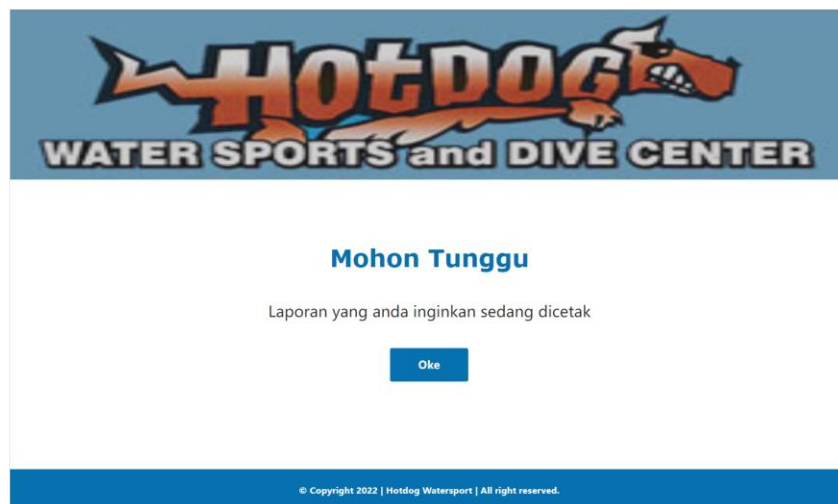 HOTDOG
WATER SPORTS and DIVE CENTER
Mohon Tunggu
Laporan yang anda inginkan sedang dicetak
Oke
© Copyright 2022 | Hotdog Watersport | All right reserved.